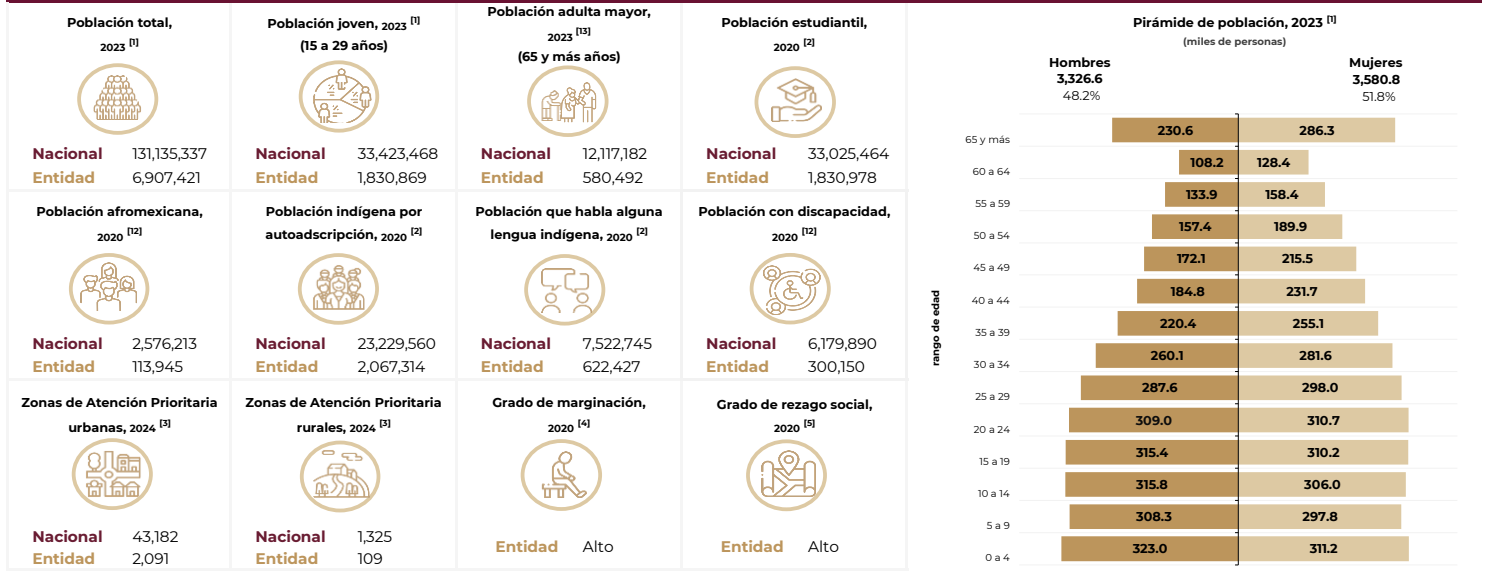 Población total,
2023 [1]
Nacional 131,135,337
Entidad 6,907,421
Población joven, 2023 [1]
(15 a 29 años)
Nacional 33,423,468
Entidad 1,830,869
Población adulta mayor,
2023 [13]
(65 y más años)
Nacional 12,117,182
Entidad 580,492
Población estudiantil,
2020 [2]
Nacional 33,025,464
Entidad 1,830,978
Población afromexicana,
2020 [12]
Nacional 2,576,213
Entidad 113,945
Población indígena por
autoadscripción, 2020 [2]
Nacional 23,229,560
Entidad 2,067,314
Población que habla alguna
lengua indígena, 2020 [2]
Nacional 7,522,745
Entidad 622,427
Población con discapacidad,
2020 [12]
Nacional 6,179,890
Entidad 300,150
Zonas de Atención Prioritaria
urbanas, 2024 [3]
Nacional 43,182
Entidad 2,091
Zonas de Atención Prioritaria
rurales, 2024 [3]
Nacional 1,325
Entidad 109
Grado de marginación,
2020 [4]
Entidad Alto
Grado de rezago social,
2020 [5]
Entidad Alto
Pirámide de población, 2023 [1]
(miles de personas)
Hombres Mujeres
3,326.6 3,580.8
48.2% 51.8%
rango de edad
65 y más 230.6 286.3
60 a 64 108.2 128.4
55 a 59 133.9 158.4
50 a 54 157.4 189.9
45 a 49 172.1 215.5
40 a 44 184.8 231.7
35 a 39 220.4 255.1
30 a 34 260.1 281.6
25 a 29 287.6 298.0
20 a 24 309.0 310.7
15 a 19 315.4 310.2
10 a 14 315.8 306.0
5 a 9 308.3 297.8
0 a 4 323.0 311.2